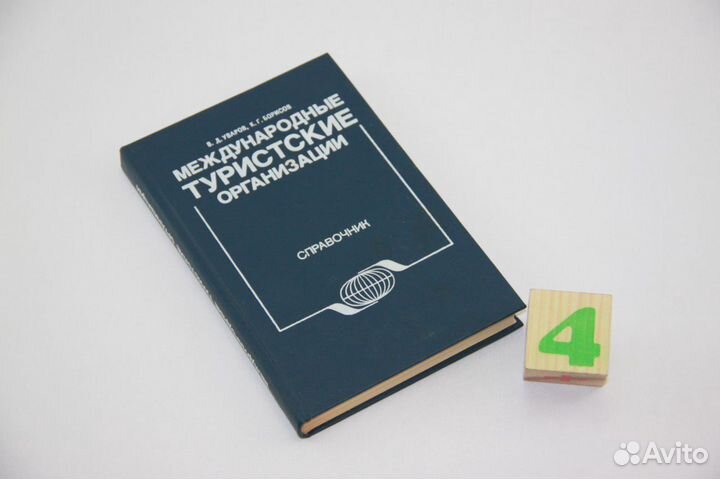 В. Д. УВАРОВ, К. Г. БОРИСОВ
МЕЖДУНАРОДНЫЕ
ТУРИСТСКИЕ
ОРГАНИЗАЦИИ
СПРАВОЧНИК
4
Avito